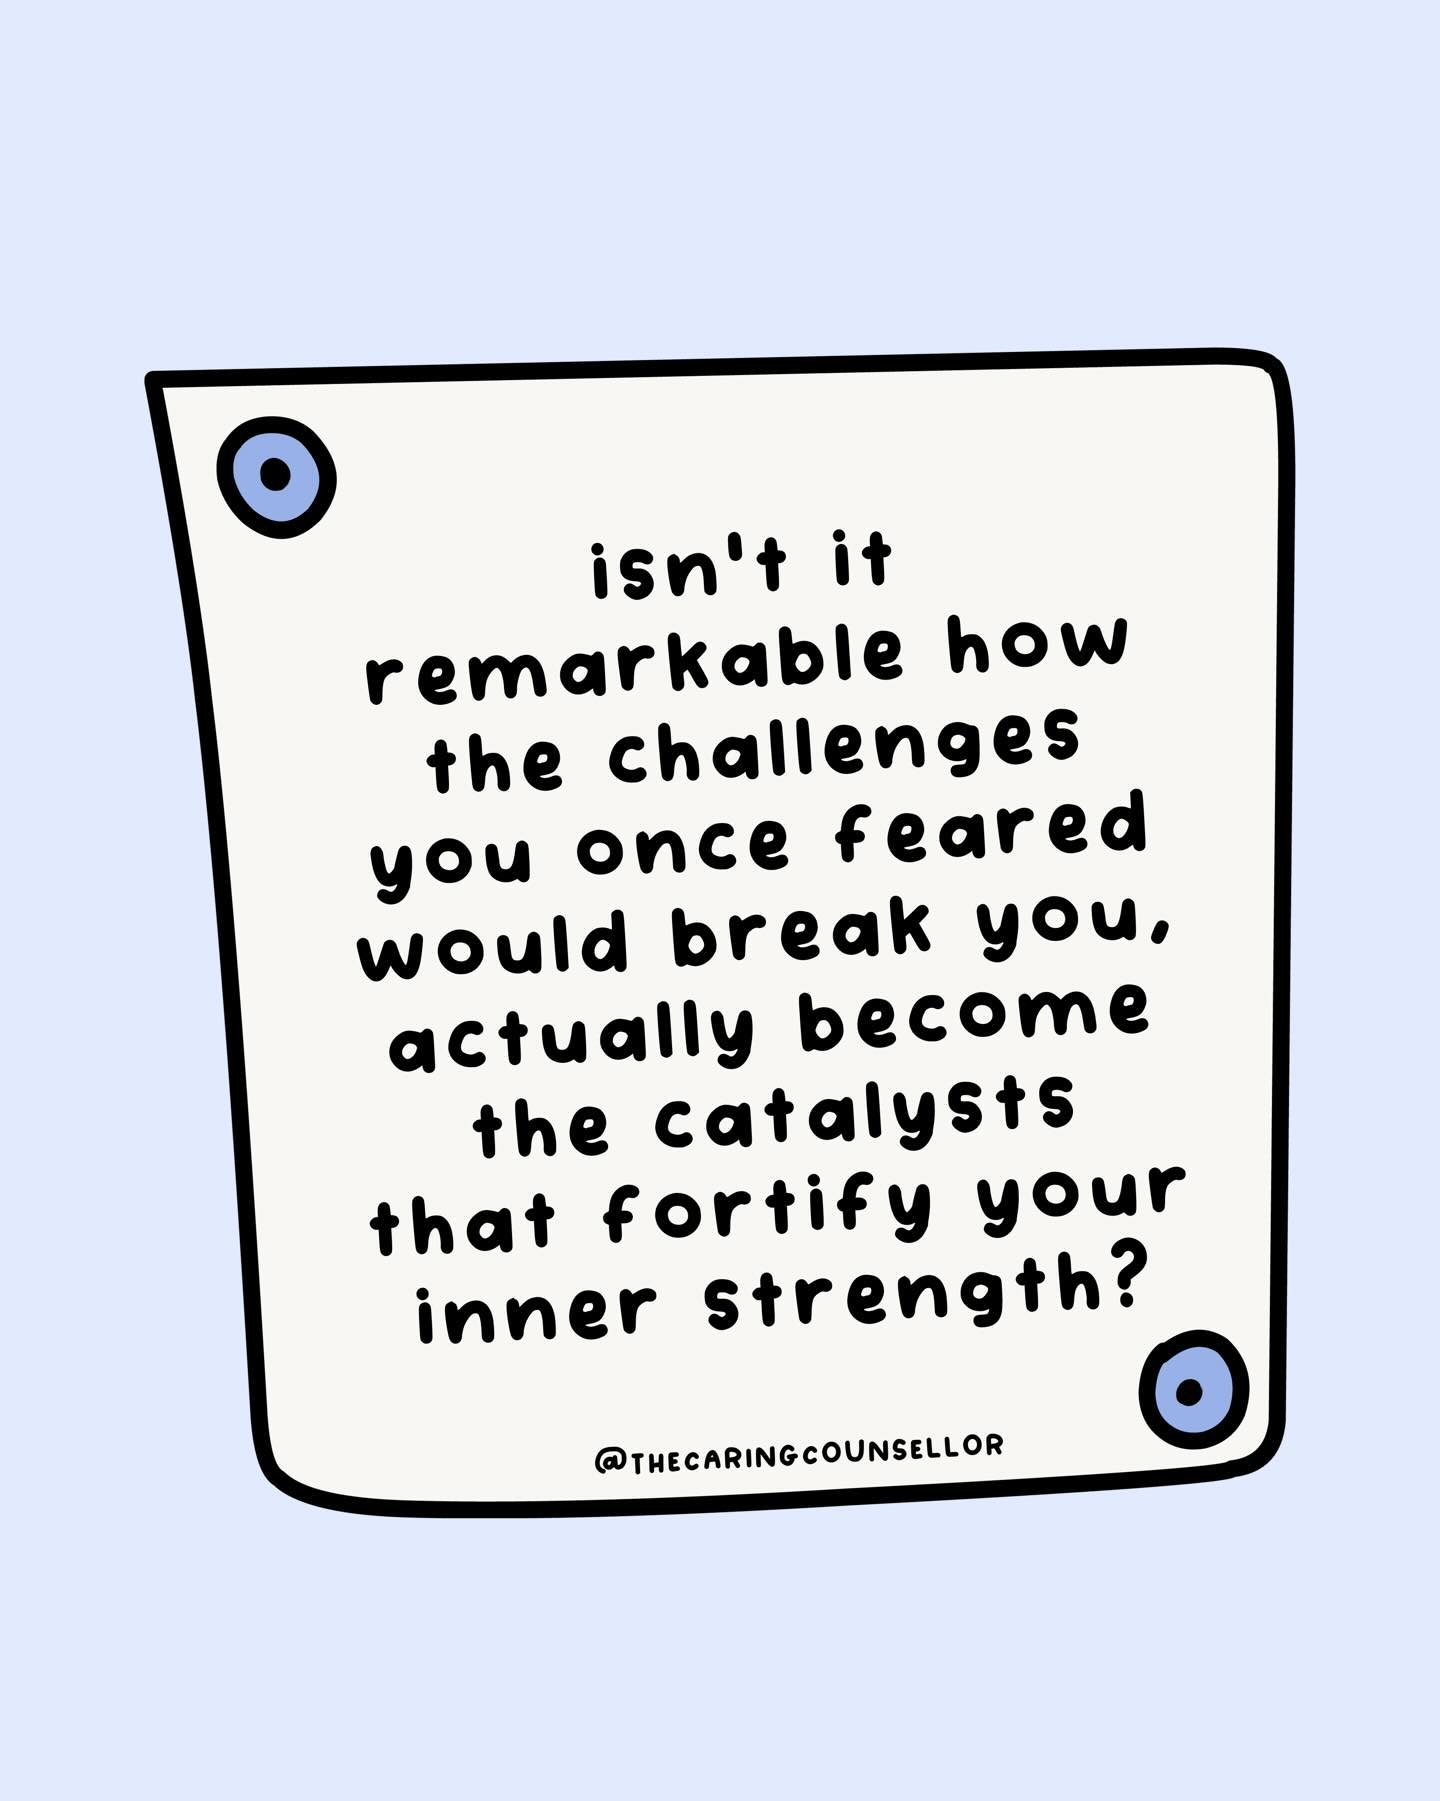 isn't it
remarkable how
the challenges
you once feared
would break you,
actually become
the catalysts
that fortify your
inner strength?
@THECARINGCOUNSELLOR